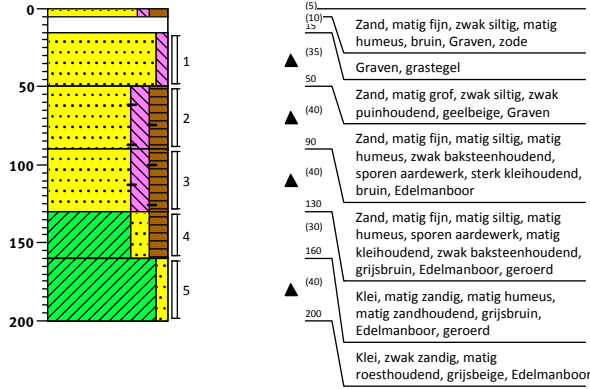 0
50
100
150
200
1
2
3
4
5
(5)
(10)
15
Zand, matig fijn, zwak siltig, matig
humeus, bruin, Graven, zode
(35)
Graven, grastegel
50
Zand, matig grof, zwak siltig, zwak
puinhoudend, geelbeige, Graven
(40)
90
Zand, matig fijn, matig siltig, matig
humeus, zwak baksteenhoudend,
sporen aardewerk, sterk kleihoudend,
bruin, Edelmanboor
(40)
130
Zand, matig fijn, matig siltig, matig
humeus, sporen aardewerk, matig
kleihoudend, zwak baksteenhoudend,
grijsbruin, Edelmanboor, geroerd
(30)
160
Klei, matig zandig, matig humeus,
matig zandhoudend, grijsbruin,
Edelmanboor, geroerd
(40)
200
Klei, zwak zandig, matig
roesthoudend, grijsbeige, Edelmanboor